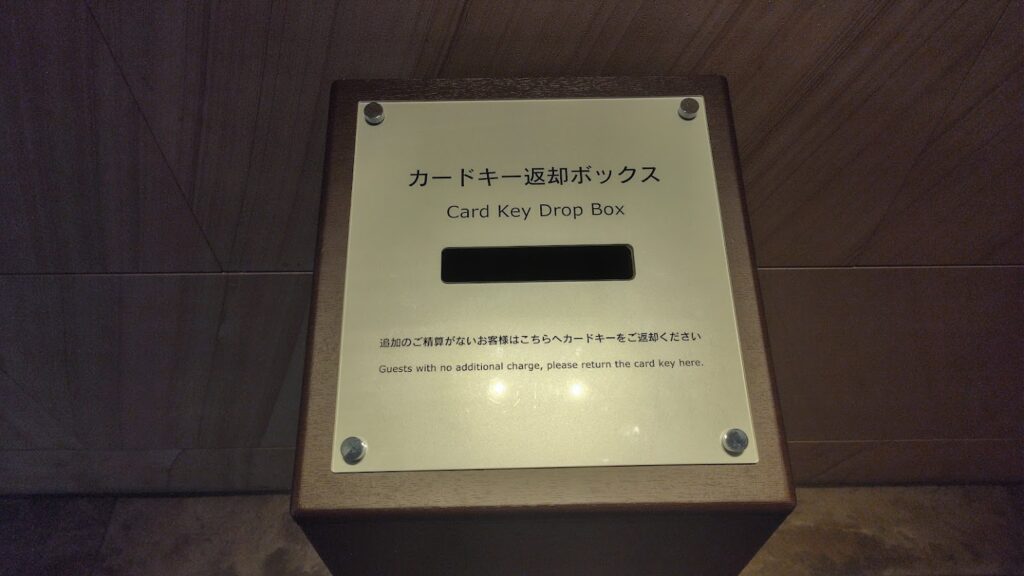 カードキー返却ボックス
Card Key Drop Box
追加のご精算がないお客様はこちらへカードキーをご返却ください
Guests with no additional charge, please return the card key here.